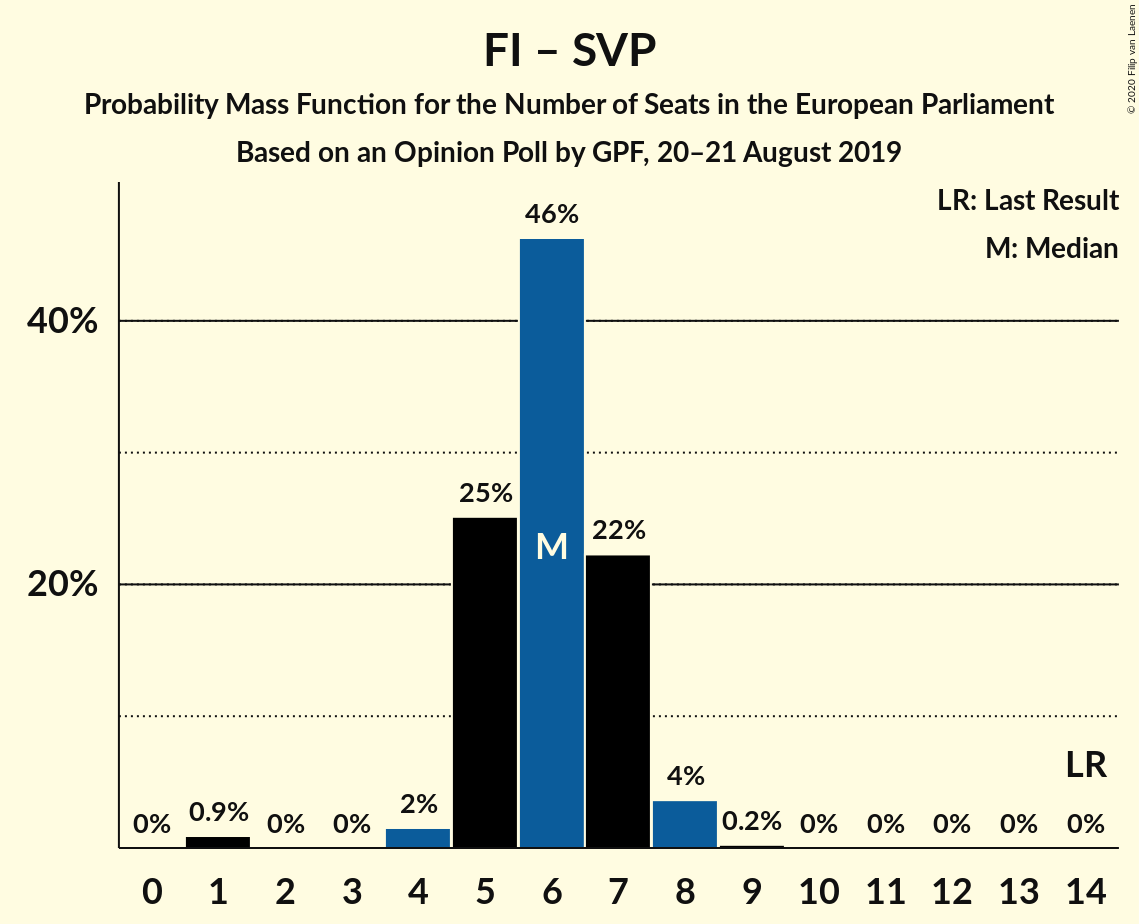 FI – SVP
Probability Mass Function for the Number of Seats in the European Parliament
Based on an Opinion Poll by GPF, 20–21 August 2019
© 2020 Filip van Laenen
LR: Last Result
M: Median
40%
20%
0%
0.9%
0%
0%
2%
25%
46%
22%
4%
0.2%
0%
0%
0%
0%
0%
M
LR
0 1 2 3 4 5 6 7 8 9 10 11 12 13 14